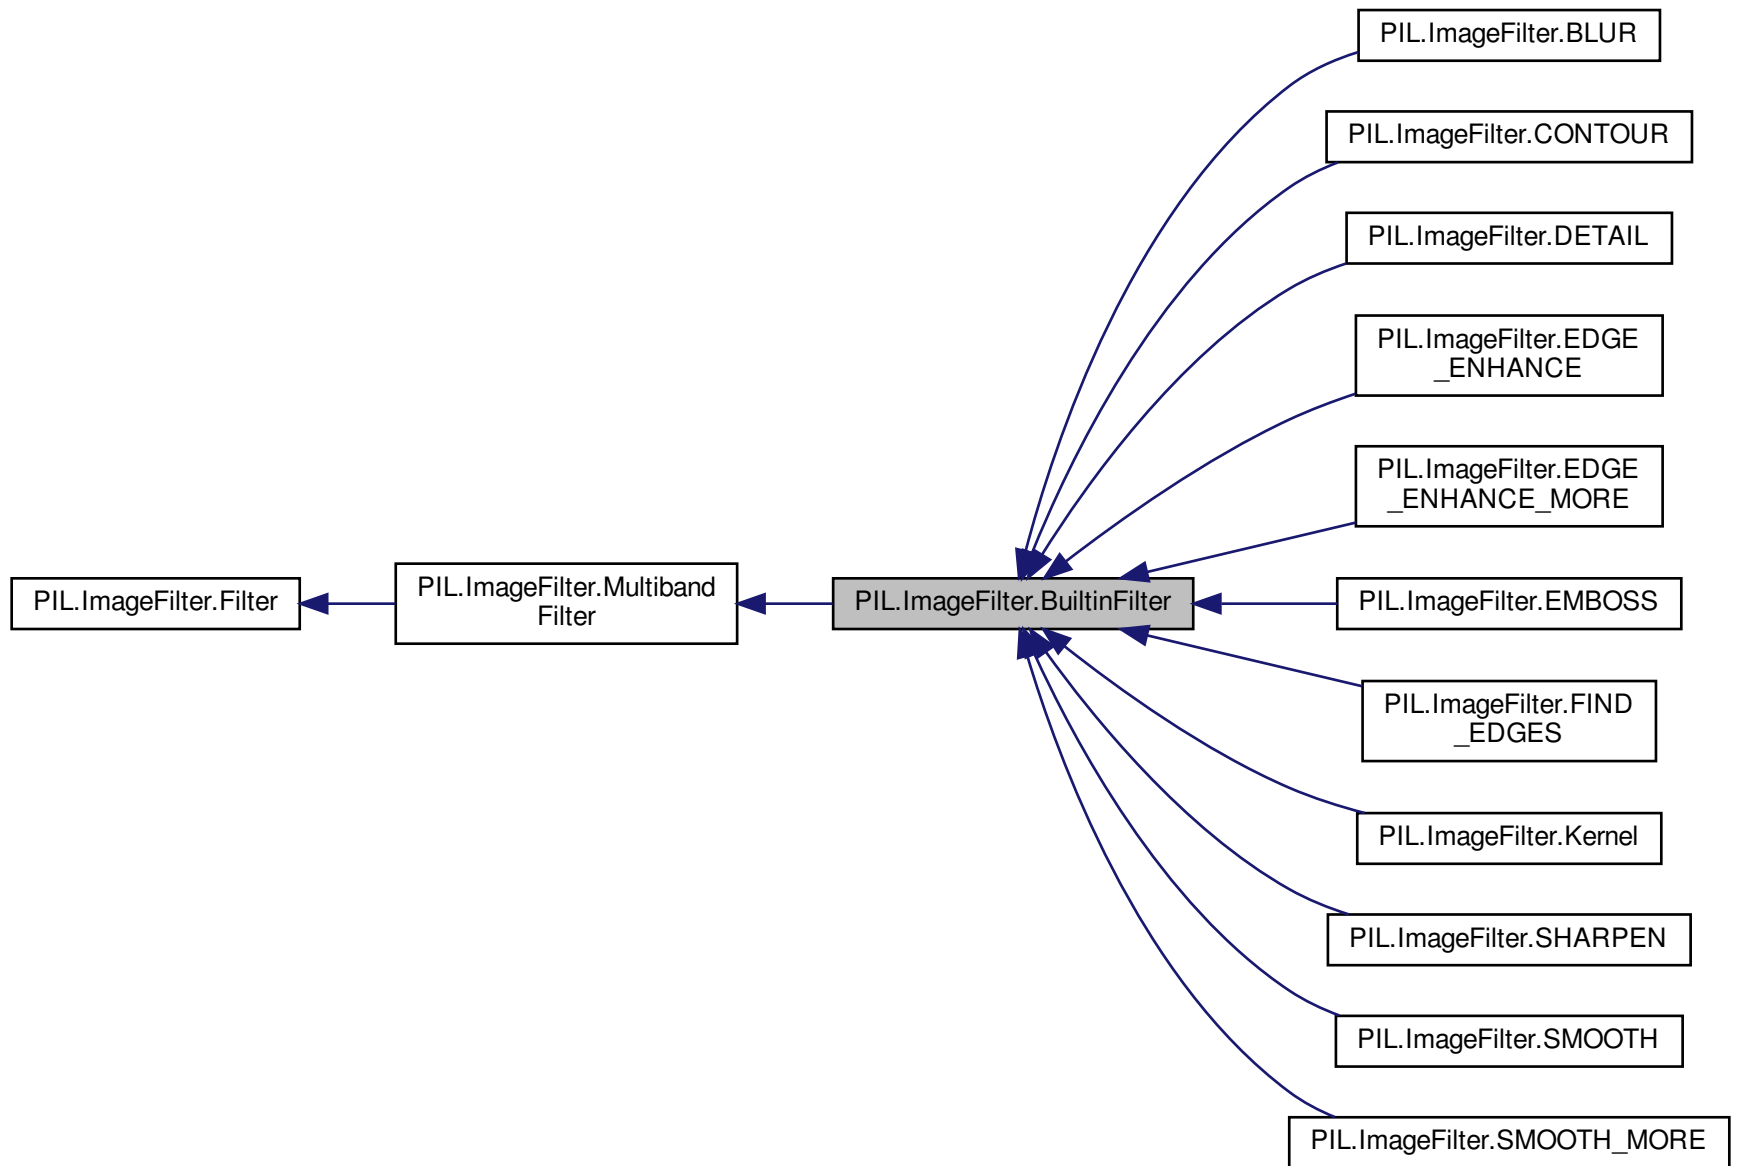 PIL.ImageFilter.BLUR
PIL.ImageFilter.CONTOUR
PIL.ImageFilter.DETAIL
PIL.ImageFilter.EDGE
_ENHANCE
PIL.ImageFilter.EDGE
_ENHANCE_MORE
PIL.ImageFilter.Filter
PIL.ImageFilter.Multiband
Filter
PIL.ImageFilter.BuiltinFilter
PIL.ImageFilter.EMBOSS
PIL.ImageFilter.FIND
_EDGES
PIL.ImageFilter.Kernel
PIL.ImageFilter.SHARPEN
PIL.ImageFilter.SMOOTH
PIL.ImageFilter.SMOOTH_MORE